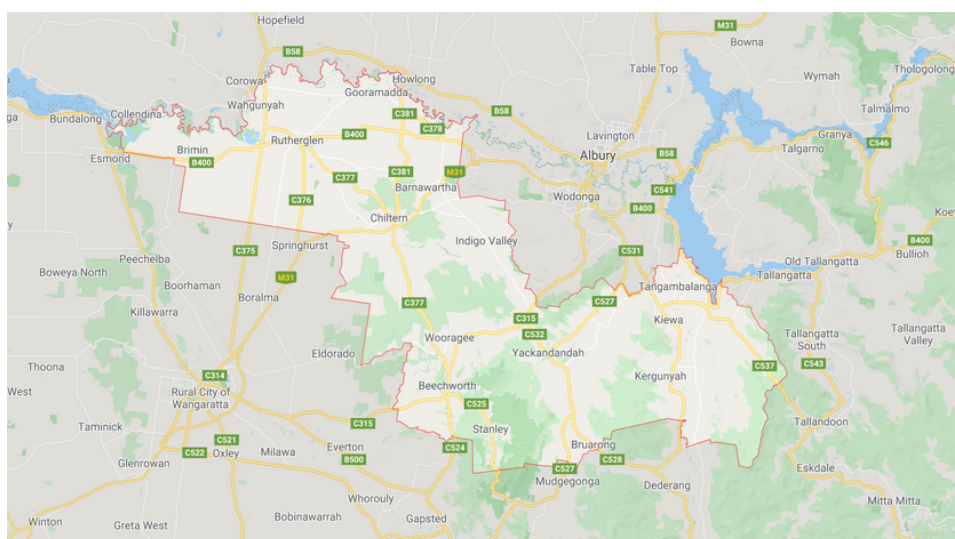 Hopefield
M31
Bowna
B58
Table Top
Wymah
Thologolong
Corowa
Howlong
Gooramadda
Talmalmo
Collendina
Wahgunyah
C381
B58
Bundalong
C378
Lavington
Granya
B400
Rutherglen
Talgarno
C546
Esmond
Brimin
B400
Albury
B58
C377
C381
M31
Barnawartha
C541
C376
Wodonga
B400
Chiltern
Springhurst
Indigo Valley
C531
B400
C375
Bullioh
Peechelba
Old Tallangatta
Boweya North
M31
Tallangatta
Boorhaman
Tangambalanga
Boralma
C377
C527
Killawarra
C315
Kiewa
Wooragee
C532
Tallangatta
Valley
Tallangatta
South
Eldorado
Yackandandah
Thoona
C543
C537
West
C314
Kergunyah
Rural City of
Wangaratta
Beechworth
C525
C315
Taminick
Stanley
Tallandoon
C521
Everton
C524
Bruarong
C522
Oxley
Milawa
B500
C528
Glenrowan
C527
Eskdale
Mudgegonga
Dederang
Whorouly
Mitta Mitta
Winton
Greta West
Bobinawarrah
Gapsted